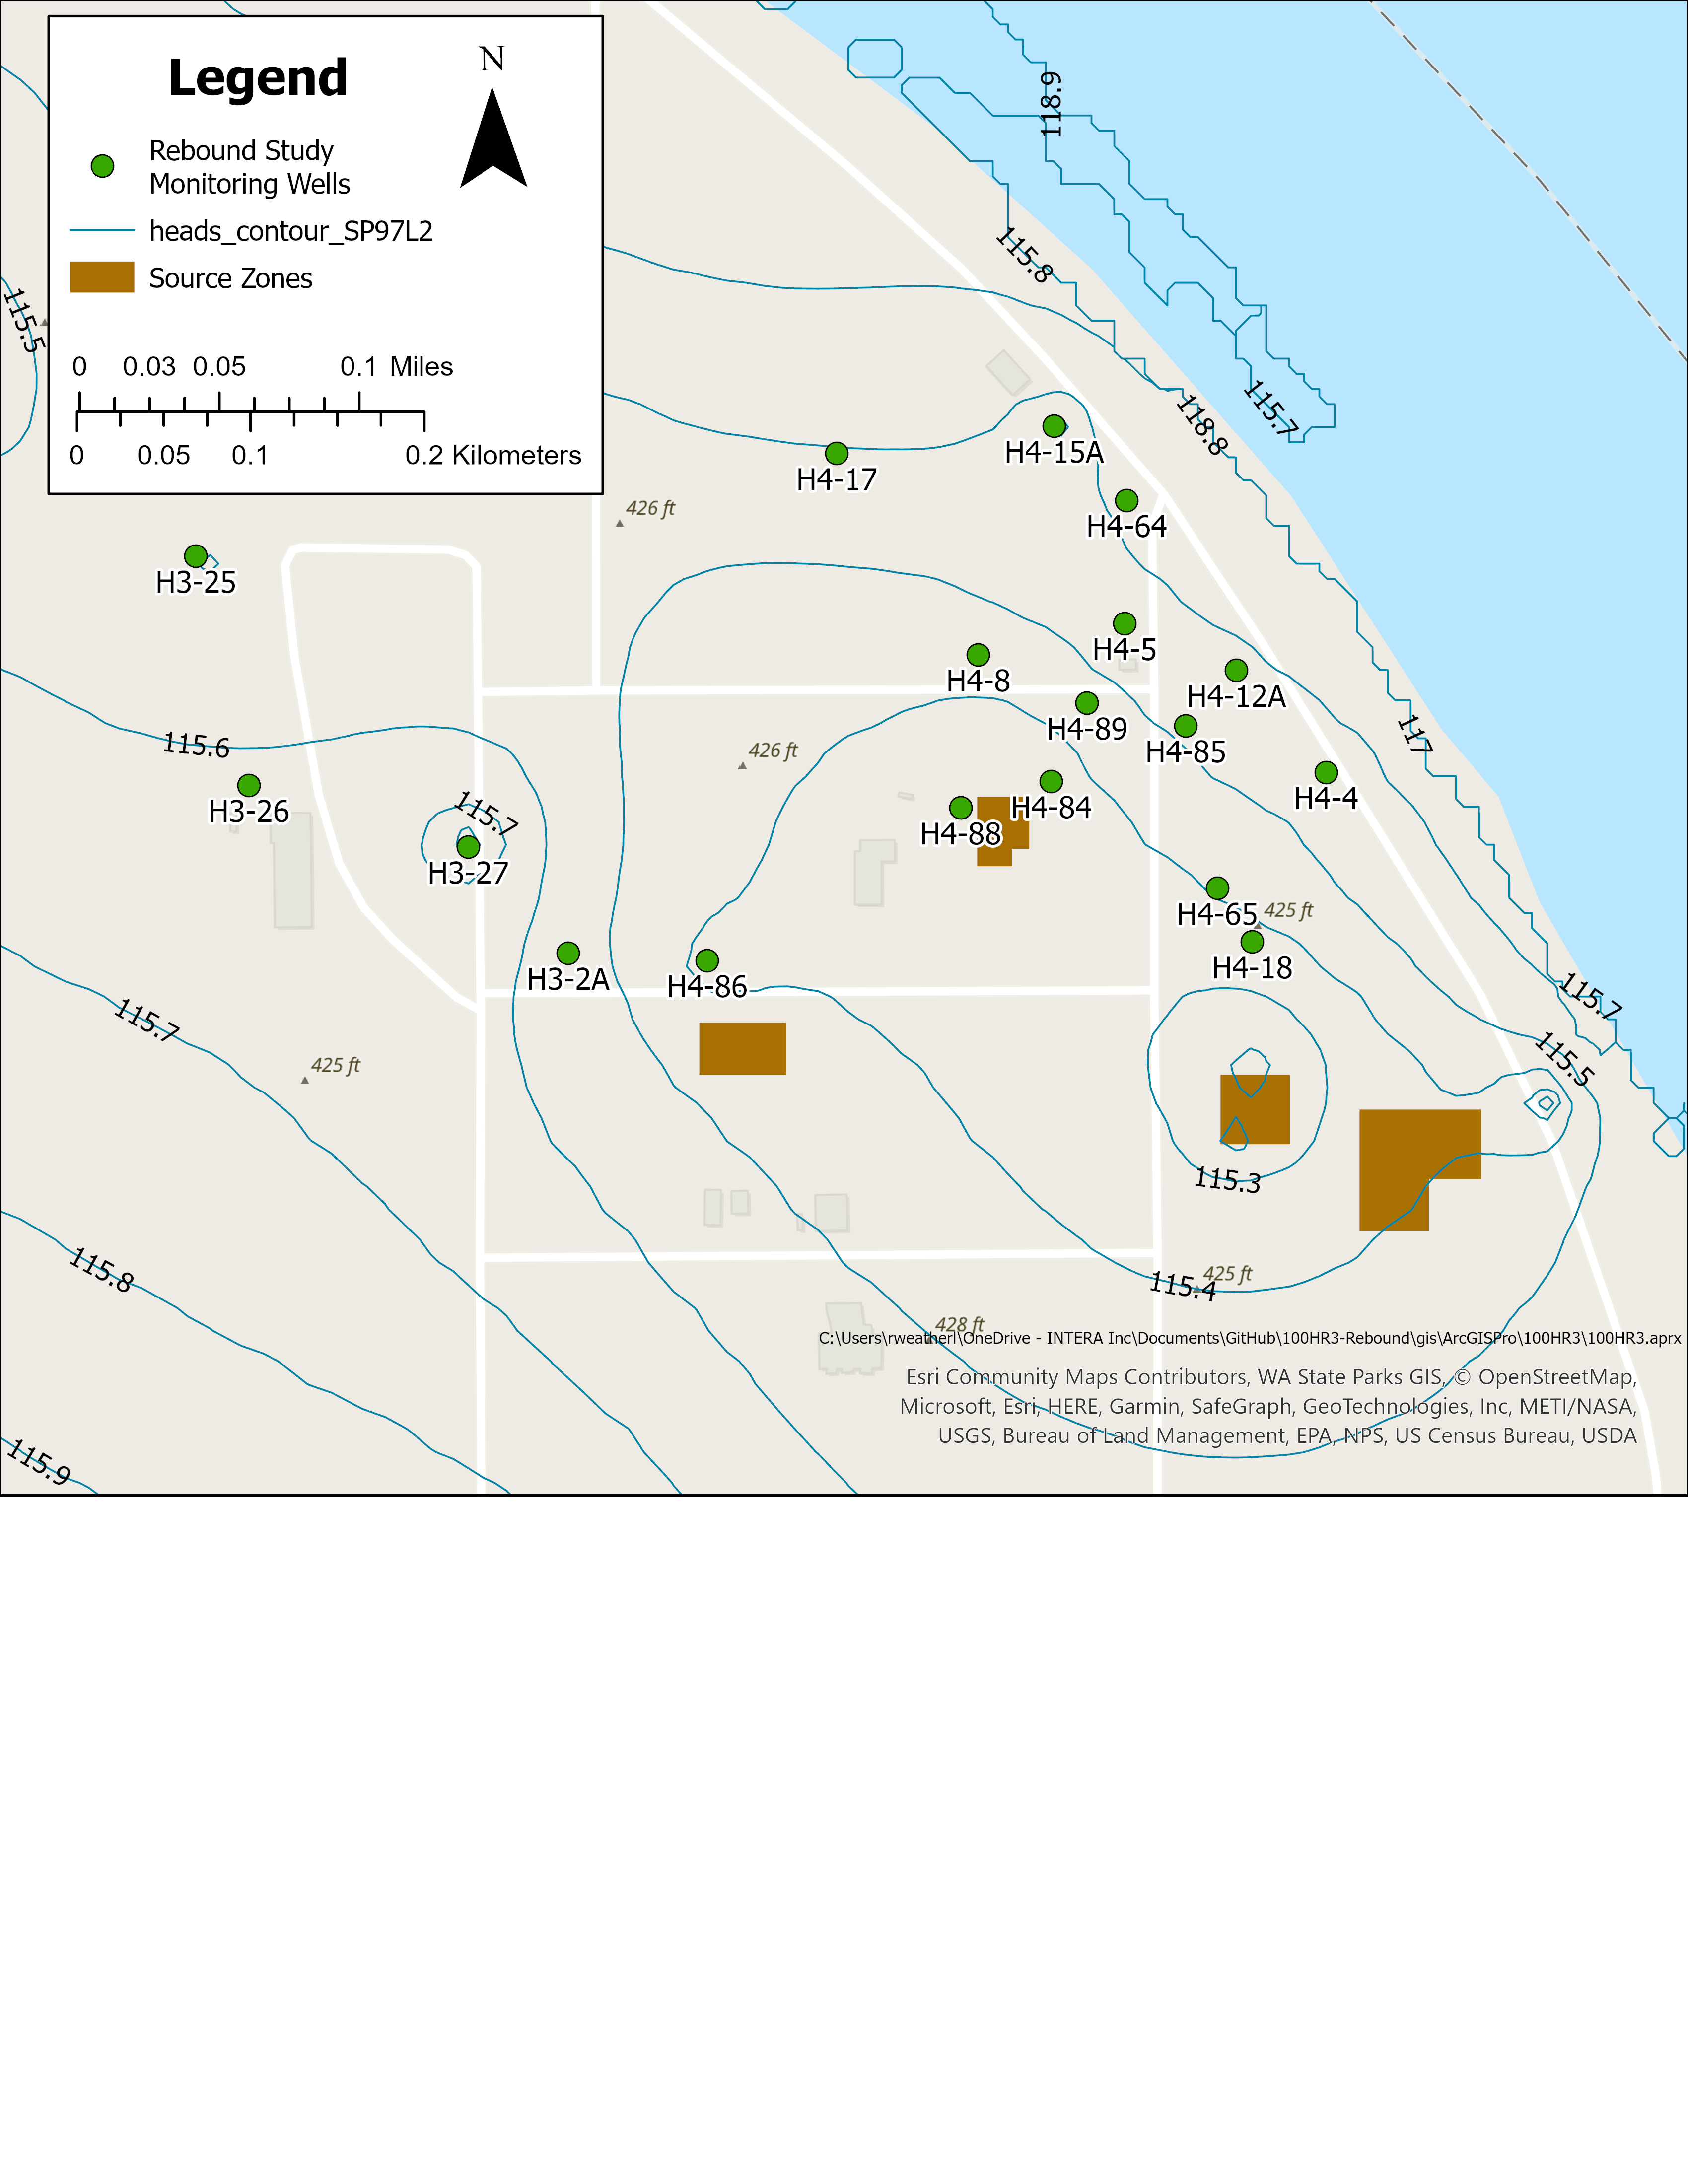 Legend
N
Rebound Study
Monitoring Wells
heads_contour_SP97L2
Source Zones
0 0.03 0.05 0.1 Miles
0 0.05 0.1 0.2 Kilometers
118.9
115.8
115.5
115.7
118.8
H4-15A
H4-17
426 ft
H4-64
H3-25
H4-5
H4-8
H4-12A
H4-89
117
115.6
426 ft
H4-85
H4-4
H3-26
115.7
H4-84
H4-88
H3-27
H4-65
425 ft
H4-18
H3-2A
H4-86
115.7
115.7
115.5
425 ft
115.3
115.8
115.4
425 ft
428 ft
C:\Users\rweatherl\OneDrive - INTERA Inc\Documents\GitHub\100HR3-Rebound\gis\ArcGISPro\100HR3\100HR3.aprx
Esri Community Maps Contributors, WA State Parks GIS, © OpenStreetMap,
Microsoft, Esri, HERE, Garmin, SafeGraph, GeoTechnologies, Inc, METI/NASA,
USGS, Bureau of Land Management, EPA, NPS, US Census Bureau, USDA
115.9